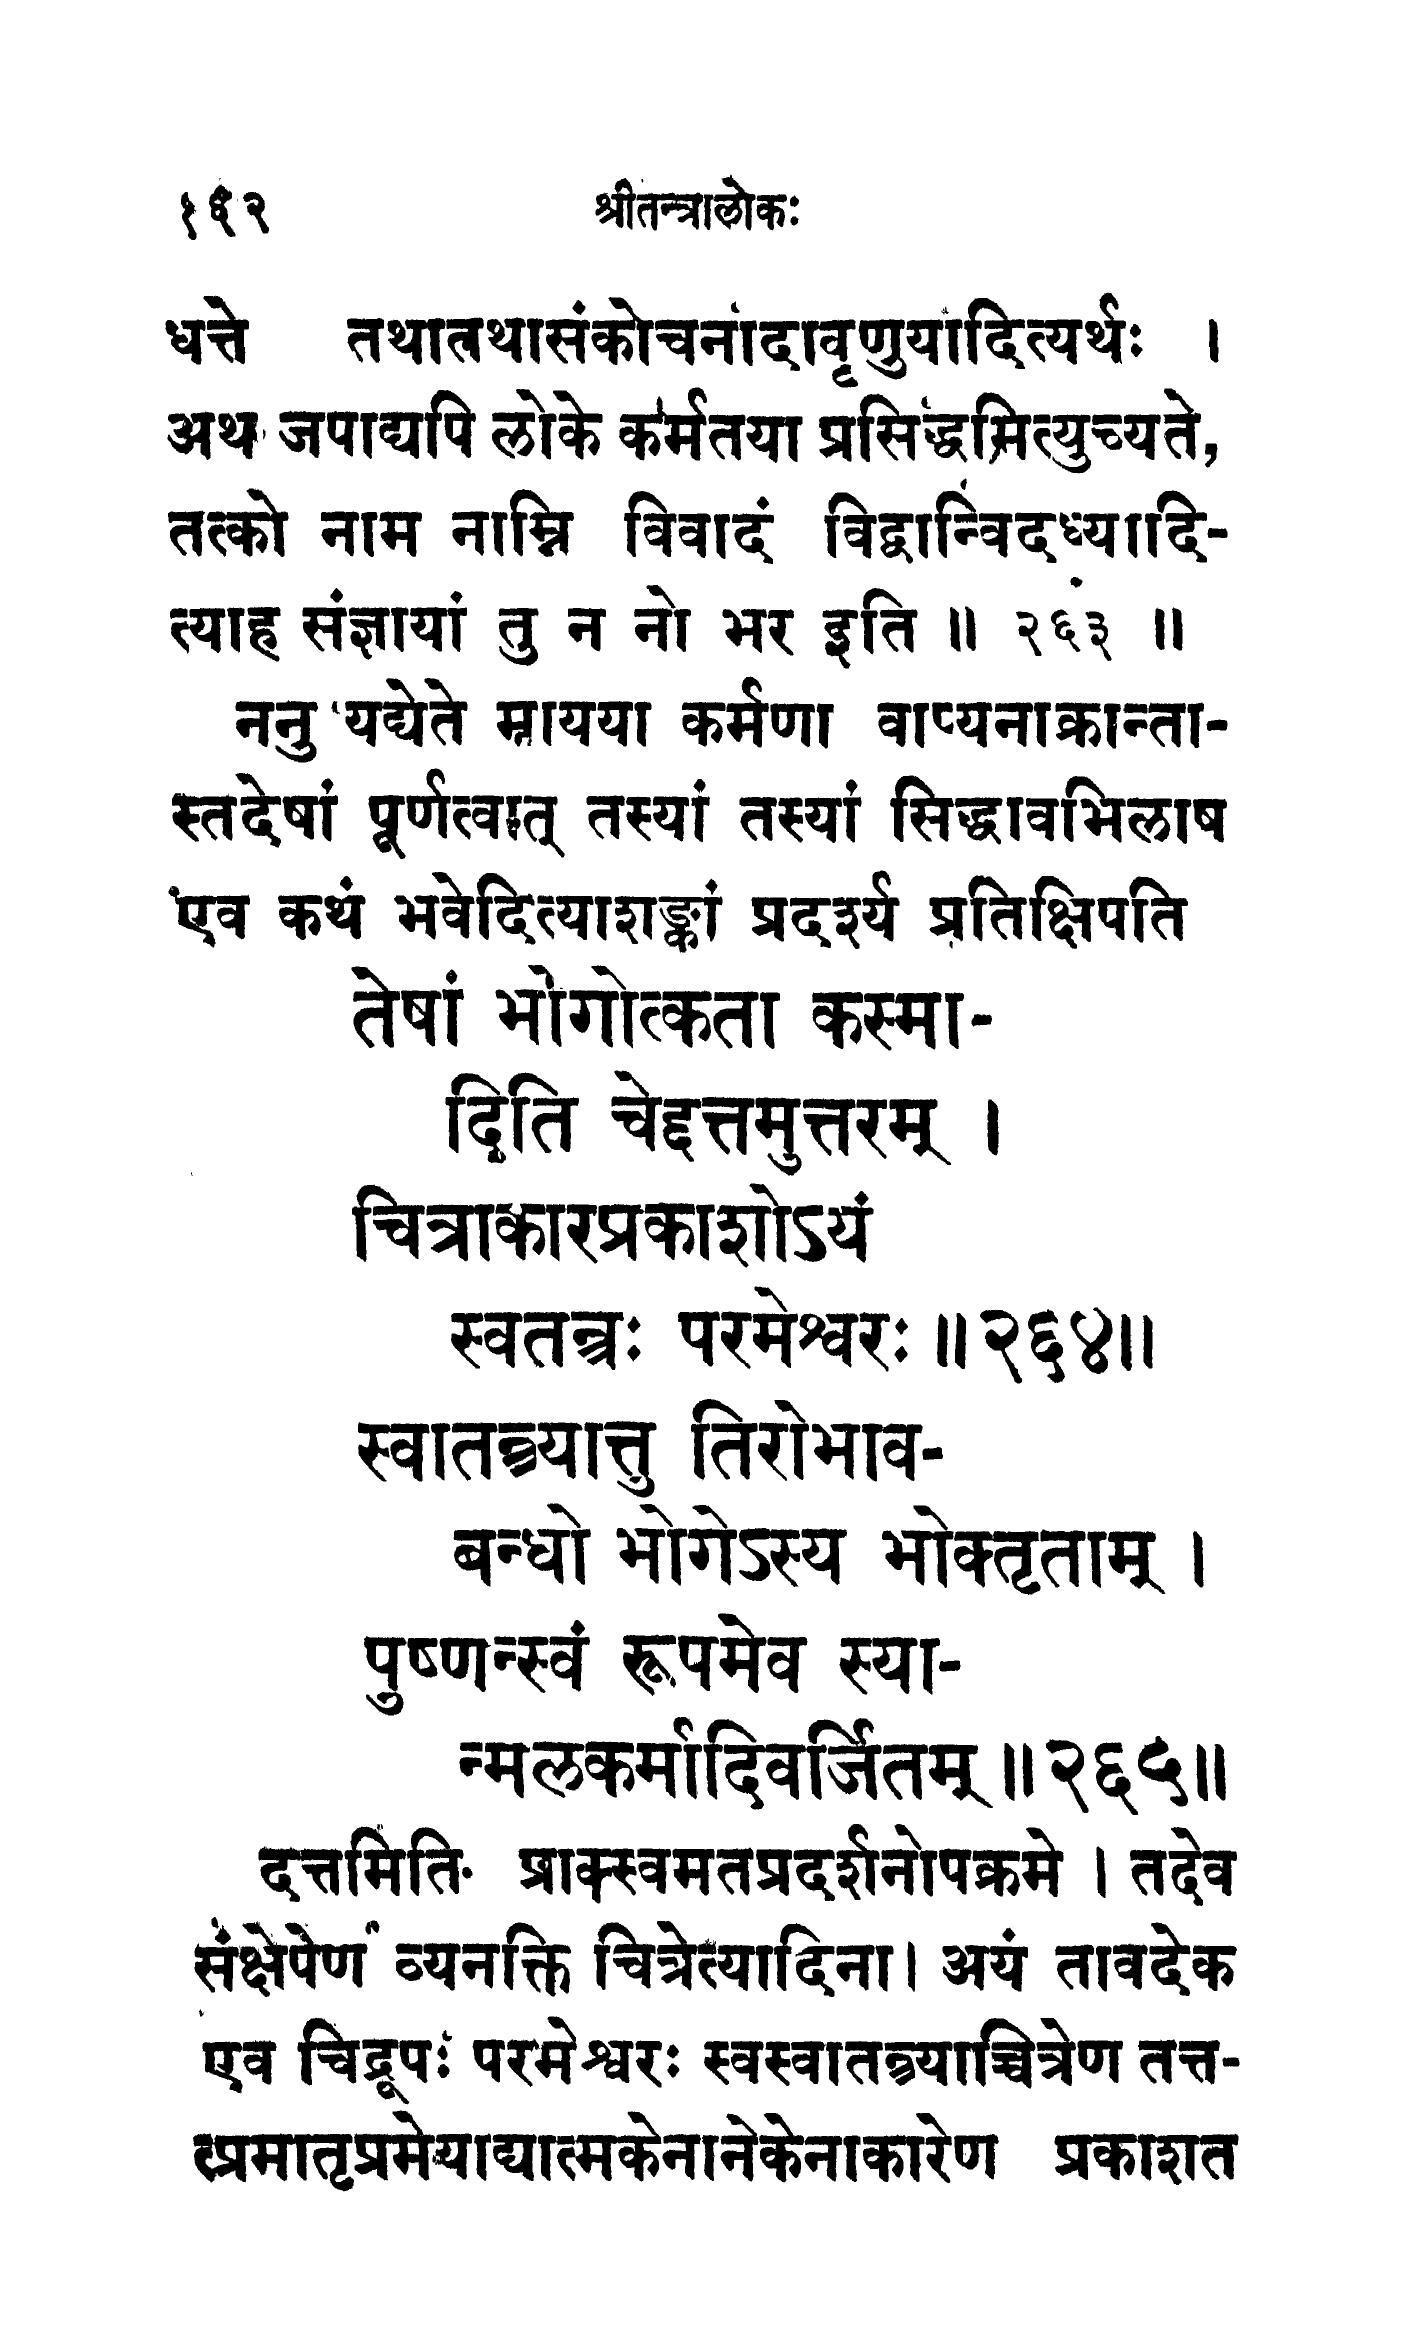 १६२ श्रीतन्त्रालोकः
धत्ते तथात्नथासंकोचनादावृणुयादित्यर्थः ।
अथ जपाद्यपि लोके कर्मतया प्रसिद्धमित्युच्यते,
तत्को नाम नाम्नि विवादं विद्वान्विदध्यादि-
त्याह संज्ञायां तु न नो भर इति ॥ २६३ ॥
ननु यद्येते मायया कर्मणा वाप्यनाक्रान्ता-
स्तदेषां पूर्णत्वात् तस्यां तस्यां सिद्धावभिलाष
एव कथं भवेदित्याशङ्कां प्रदर्श्य प्रतिक्षिपति
तेषां भोगोत्कता कस्मा-
दिति चेद्दत्तमुत्तरम् ।
चित्राकारप्रकाशोऽयं
स्वतन्त्रः परमेश्वरः ॥ २६४ ॥
स्वातन्त्र्यात्तु तिरोभाव-
बन्धो भोगेऽस्य भोक्तृताम् ।
पुष्णन्स्वं रूपमेव स्या-
न्मलकर्मादिवर्जितम् ॥ २६५ ॥
दत्तमिति प्राक्स्वमतप्रदर्शनोपक्रमे । तदेव
संक्षेपेण व्यनक्ति चित्रेत्यादिना । अयं तावदेक
एव चिद्रूपः परमेश्वरः स्वस्वातन्त्र्याच्चित्रेण तत्त-
त्प्रमातृप्रमेयाद्यात्मकेनानेकेनाकारेण प्रकाशत